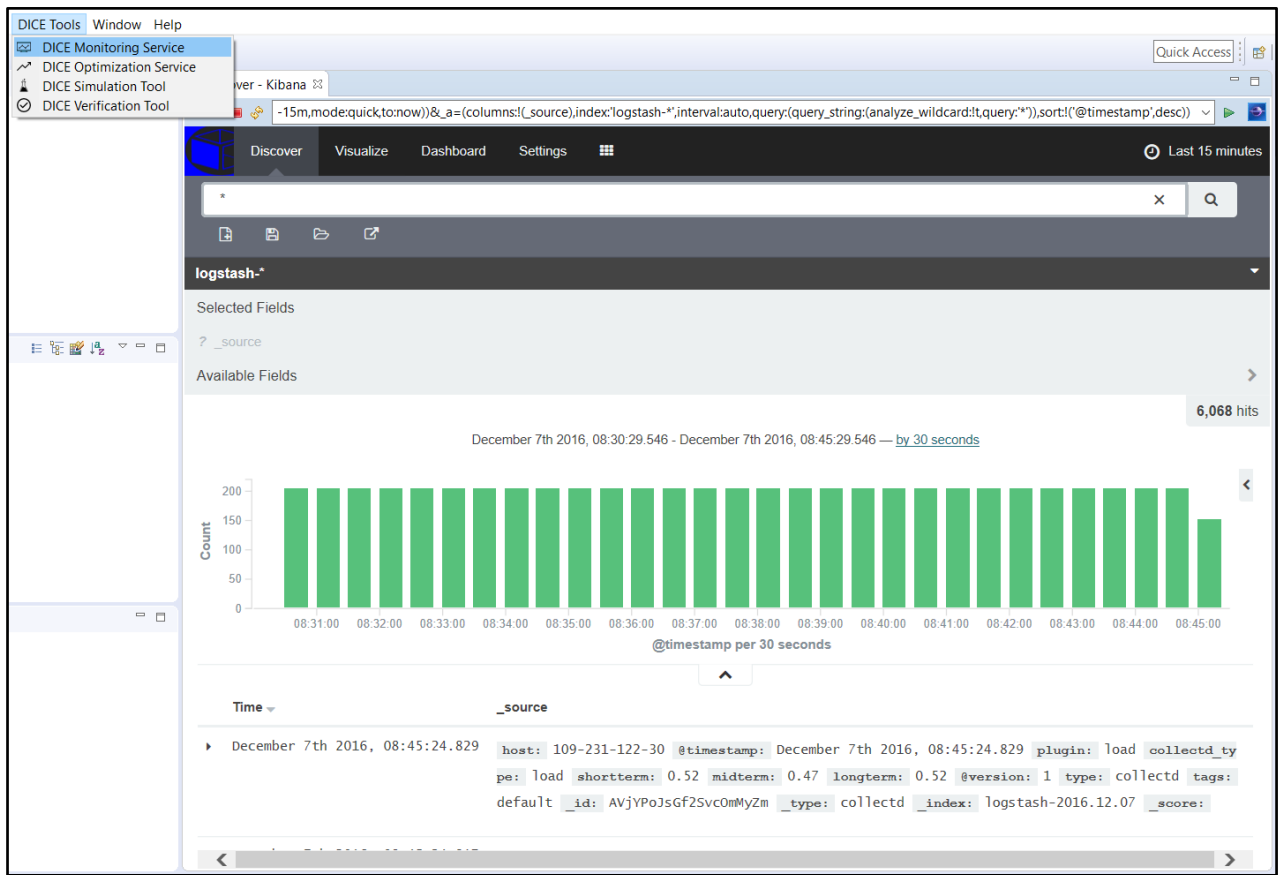 DICE Tools Window Help
DICE Monitoring Service
DICE Optimization Service
DICE Simulation Tool
DICE Verification Tool
Quick Access
over - Kibana
-15m,mode:quick,to:now))&_a=(columns:!(_source),index:'logstash-*',interval:auto,query:(query_string:(analyze_wildcard:!t,query:'*')),sort:!('@timestamp',desc))
Discover Visualize Dashboard Settings Last 15 minutes
*
logstash-*
Selected Fields
? _source
Available Fields
6,068 hits
December 7th 2016, 08:30:29.546 - December 7th 2016, 08:45:29.546 — by 30 seconds
Count
200
150
100
50
0
08:31:00 08:32:00 08:33:00 08:34:00 08:35:00 08:36:00 08:37:00 08:38:00 08:39:00 08:40:00 08:41:00 08:42:00 08:43:00 08:44:00 08:45:00
@timestamp per 30 seconds
Time _source
December 7th 2016, 08:45:24.829 host: 109-231-122-30 @timestamp: December 7th 2016, 08:45:24.829 plugin: load collectd_ty
pe: load shortterm: 0.52 midterm: 0.47 longterm: 0.52 @version: 1 type: collectd tags:
default _id: AVjYPoJsGf2SvcOmMyZm _type: collectd _index: logstash-2016.12.07 _score: